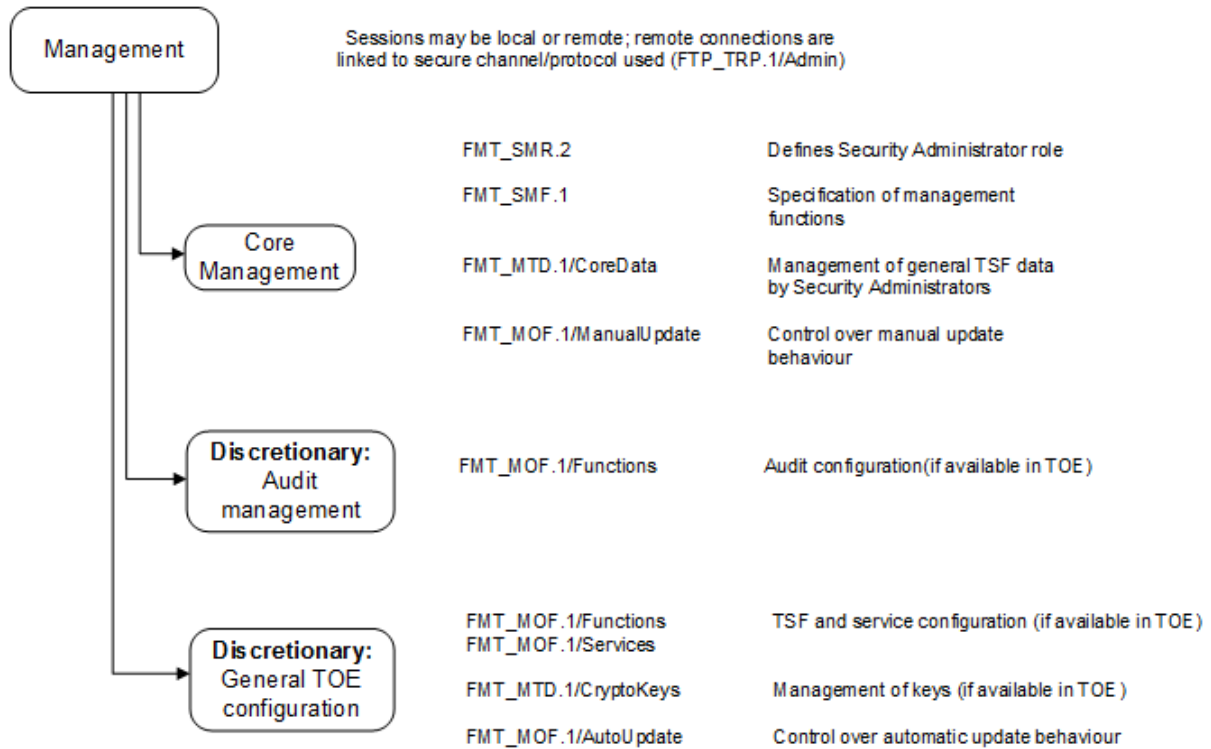 Management
Sessions may be local or remote; remote connections are
linked to secure channel/protocol used (FTP_TRP.1/Admin)
FMT_SMR.2 Defines Security Administrator role
FMT_SMF.1 Specification of management
functions
Core
Management
FMT_MTD.1/CoreData Management of general TSF data
by Security Administrators
FMT_MOF.1/ManualUpdate Control over manual update
behaviour
Discretionary:
Audit
management
FMT_MOF.1/Functions Audit configuration(if available in TOE)
Discretionary:
General TOE
configuration
FMT_MOF.1/Functions TSF and service configuration (if available in TOE)
FMT_MOF.1/Services
FMT_MTD.1/CryptoKeys Management of keys (if available in TOE)
FMT_MOF.1/AutoUpdate Control over automatic update behaviour